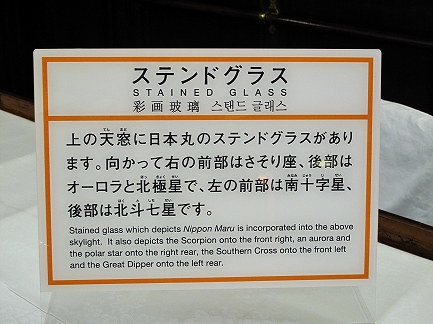 ステンドグラス
STAINED GLASS
彩画玻璃 스탠드글래스
上の天窓に日本丸のステンドグラスがあり
ます。向かって右の前部はさそり座、後部は
オーロラと北極星で、左の前部は南十字星、
後部は北斗七星です。
Stained glass which depicts Nippon Maru is incorporated into the above
skylight. It also depicts the Scorpion onto the front right, an aurora and
the polar star onto the right rear, the Southern Cross onto the front left
and the Great Dipper onto the left rear.